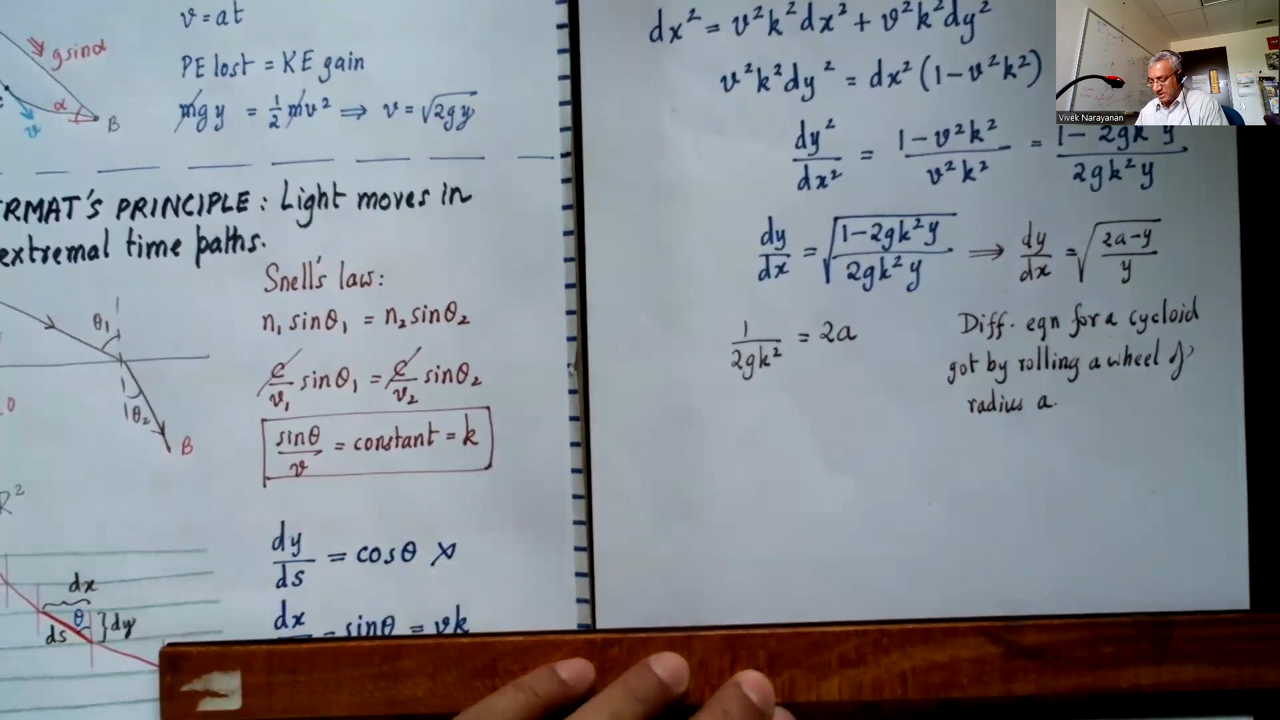 v = at
g sinα
PE lost = KE gain
α
B
v
mgy = 1/2 mv² ⟹ v = √2gy
RMAT'S PRINCIPLE: Light moves in
extremal time paths.
Snell's law:
θ₁
n₁ sinθ₁ = n₂ sinθ₂
c/v₁ sinθ₁ = c/v₂ sinθ₂
θ₂
B
sinθ/v = constant = k
R²
dy/ds = cosθ
dx
θ
ds
dy
dx
sinθ = vk
dx² = v²k²dx² + v²k²dy²
v²k²dy² = dx²(1-v²k²)
dy²/dx² = 1-v²k²/v²k² = 1-2gk²y/2gk²y
dy/dx = √1-2gk²y/2gk²y ⟹ dy/dx = √2a-y/y
1/2gk² = 2a
Diff. eqn for a cycloid
got by rolling a wheel of
radius a.
Vivek Narayanan